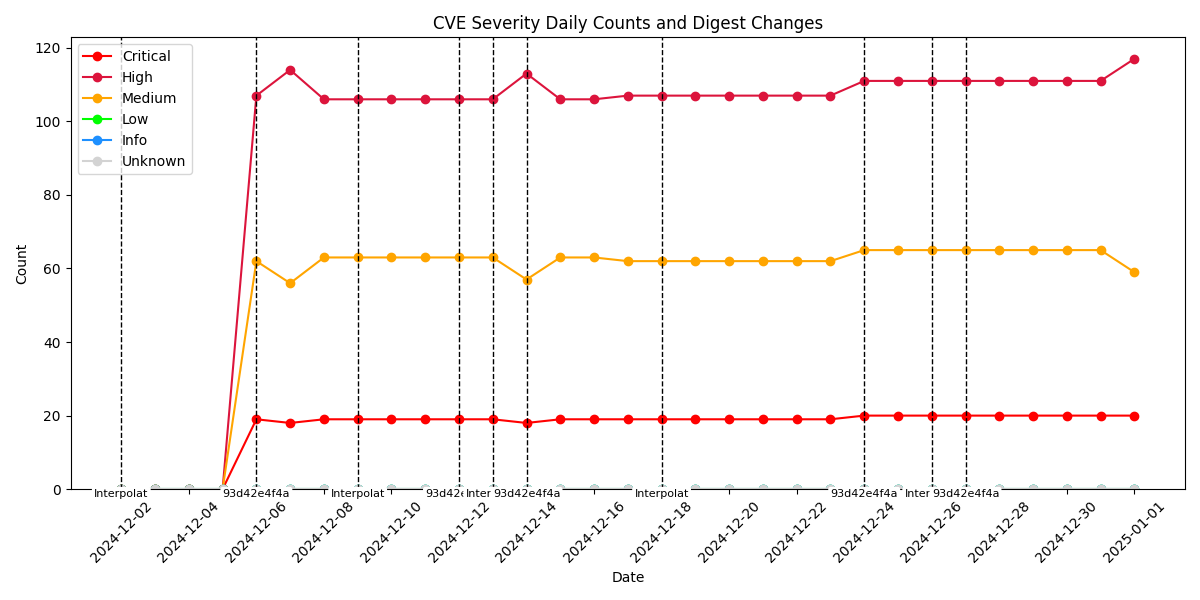 CVE Severity Daily Counts and Digest Changes
Critical
High
Medium
Low
Info
Unknown
Count
120
100
80
60
40
20
0
Interpolat
93d42e4f4a
Interpolat
93d42e
Inter
93d42e4f4a
Interpolat
93d42e4f4a
Inter
93d42e4f4a
2024-12-02
2024-12-04
2024-12-06
2024-12-08
2024-12-10
2024-12-12
2024-12-14
2024-12-16
2024-12-18
2024-12-20
2024-12-22
2024-12-24
2024-12-26
2024-12-28
2024-12-30
2025-01-01
Date